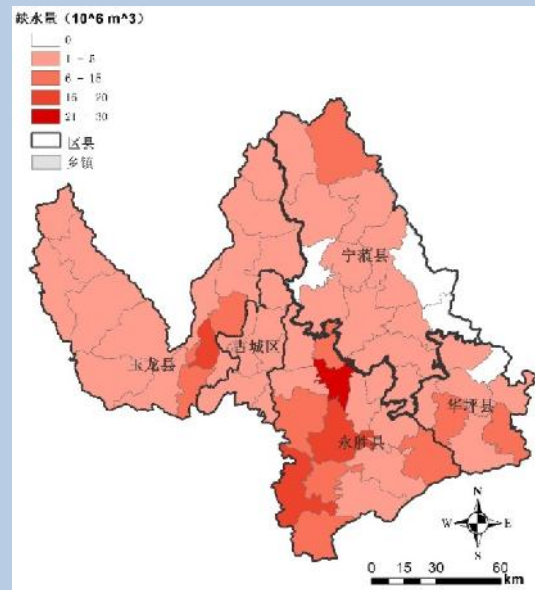 缺水量（10^6 m^3）
0
1 - 5
6 - 15
16 - 20
21 - 30
区县
乡镇
宁蒗县
古城区
玉龙县
华坪县
永胜县
N
W
E
S
0 15 30 60
km